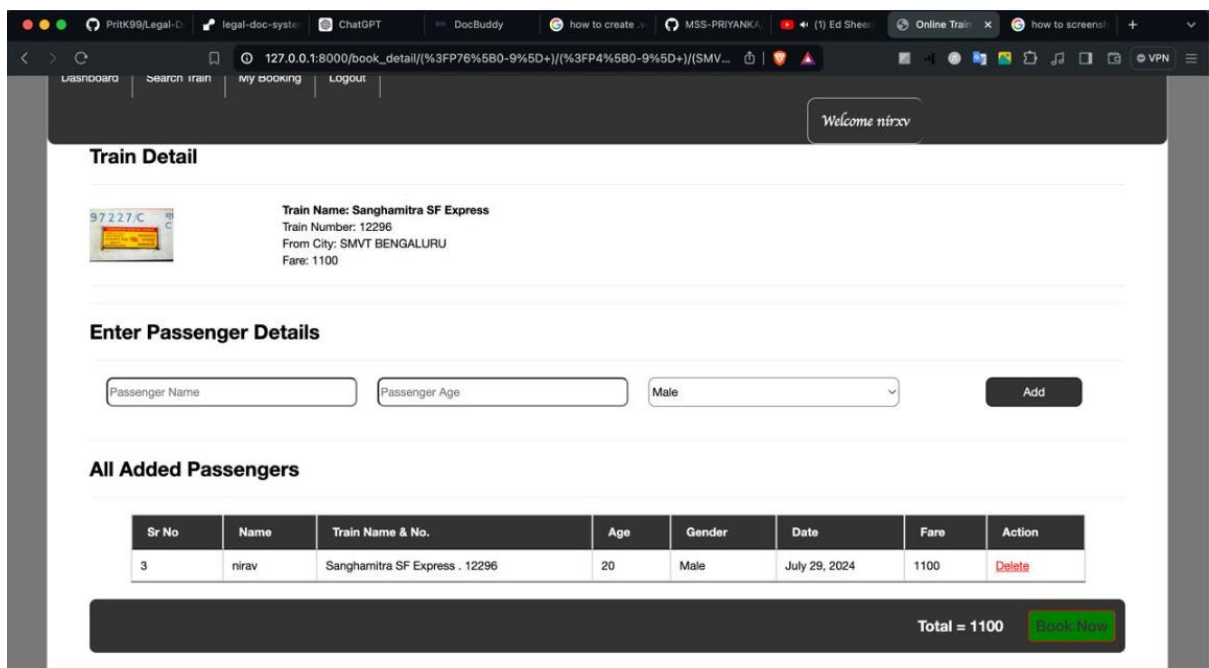 PritK99/Legal-D
legal-doc-syste
ChatGPT
DocBuddy
how to create .v
MSS-PRIYANKA/
(1) Ed Sheer
Online Train
how to screensh
127.0.0.1:8000/book_detail/(%3FP76%5B0-9%5D+)/(%3FP4%5B0-9%5D+)/(SMV...
VPN
Dashboard
Search Train
My Booking
Logout
Welcome nirxv
Train Detail
97227/C
Train Name: Sanghamitra SF Express
Train Number: 12296
From City: SMVT BENGALURU
Fare: 1100
Enter Passenger Details
Passenger Name
Passenger Age
Male
Add
All Added Passengers
Sr No Name Train Name & No. Age Gender Date Fare Action
3 nirav Sanghamitra SF Express . 12296 20 Male July 29, 2024 1100 Delete
Total = 1100 Book Now